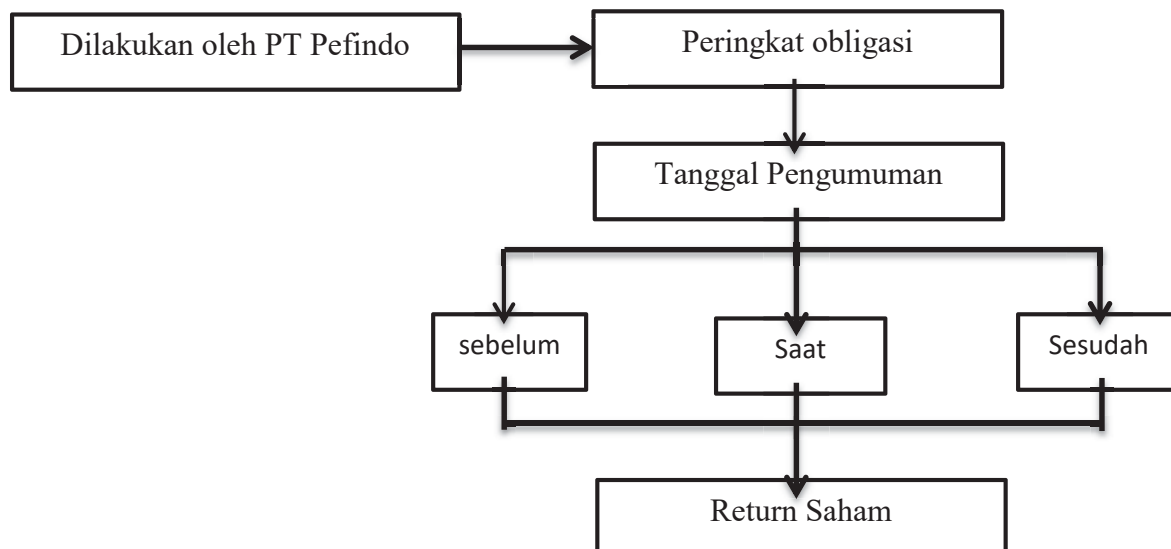 Dilakukan oleh PT Pefindo
Peringkat obligasi
Tanggal Pengumuman
sebelum
Saat
Sesudah
Return Saham